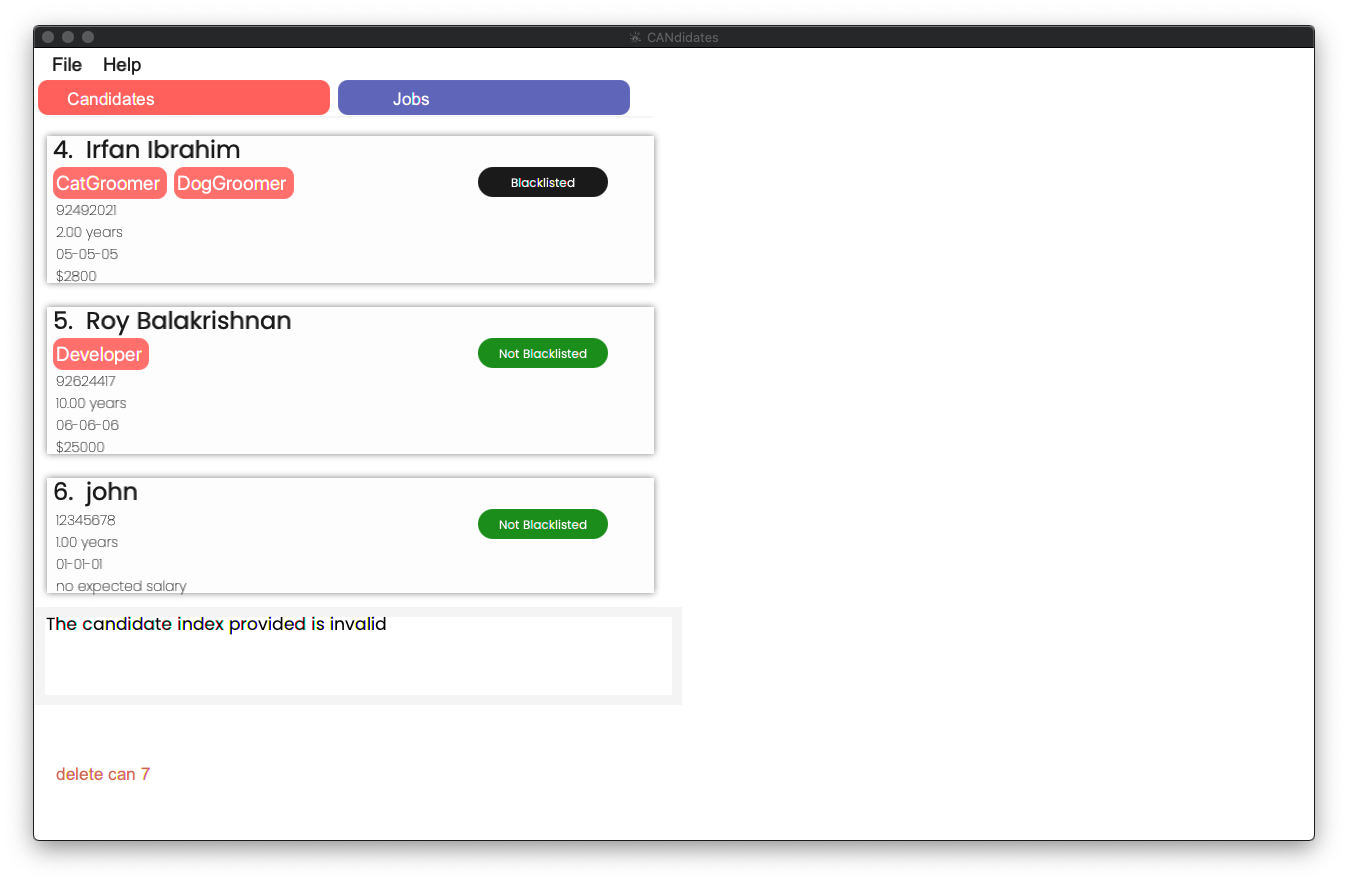 CANdidates
File Help
Candidates Jobs
4. Irfan Ibrahim
CatGroomer DogGroomer Blacklisted
92492021
2.00 years
05-05-05
$2800
5. Roy Balakrishnan
Developer Not Blacklisted
92624417
10.00 years
06-06-06
$25000
6. john
12345678 Not Blacklisted
1.00 years
01-01-01
no expected salary
The candidate index provided is invalid
delete can 7